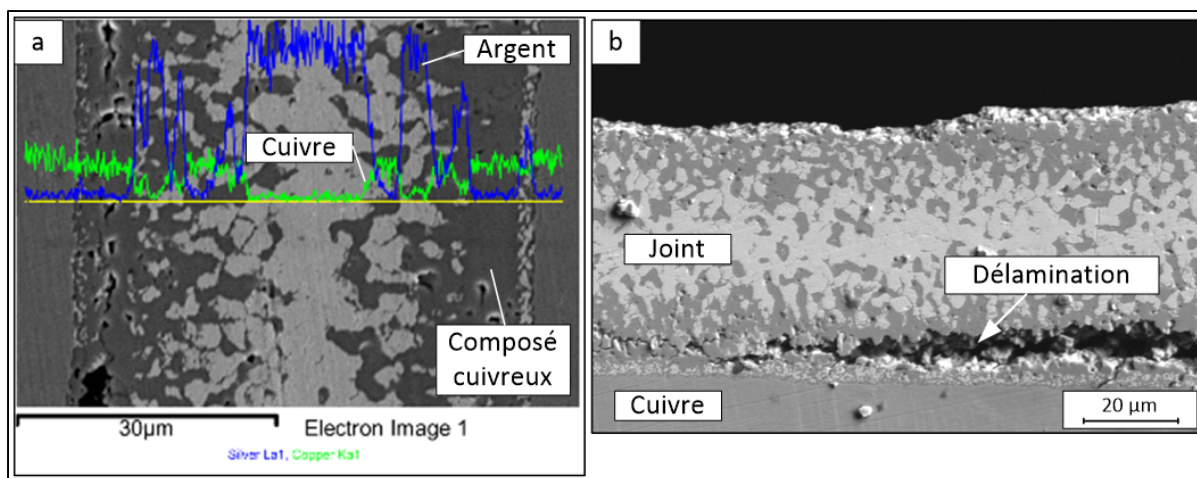 a
Argent
Cuivre
Composé
cuivreux
30µm
Electron Image 1
Silver La1, Copper Ka1
b
Joint
Délamination
Cuivre
20 µm